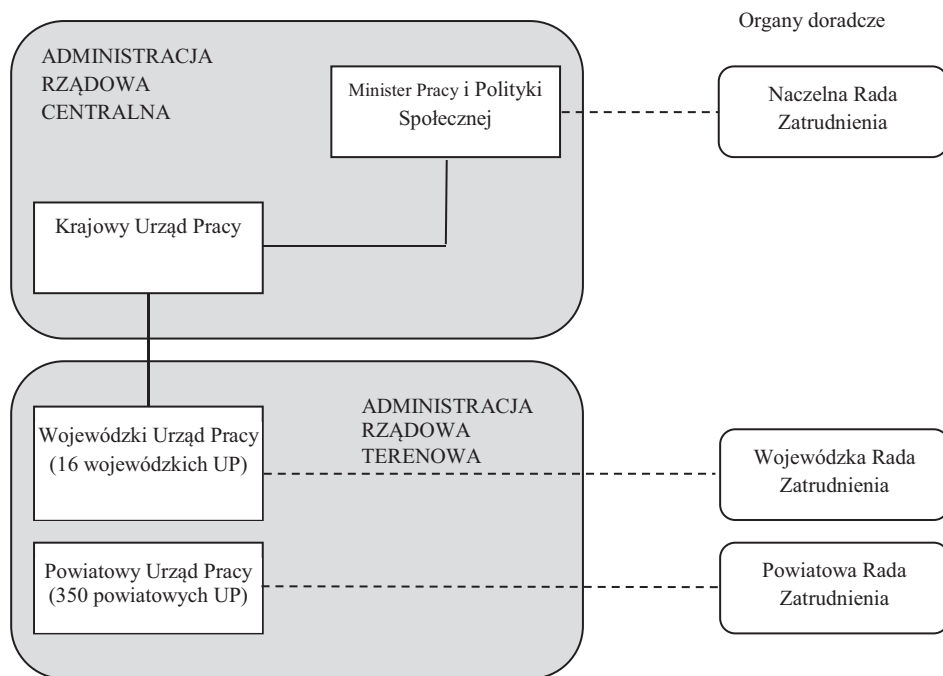 Organy doradcze
ADMINISTRACJA
RZĄDOWA
CENTRALNA
Minister Pracy i Polityki
Społecznej
Naczelna Rada
Zatrudnienia
Krajowy Urząd Pracy
ADMINISTRACJA
RZĄDOWA
TERENOWA
Wojewódzki Urząd Pracy
(16 wojewódzkich UP)
Wojewódzka Rada
Zatrudnienia
Powiatowy Urząd Pracy
(350 powiatowych UP)
Powiatowa Rada
Zatrudnienia